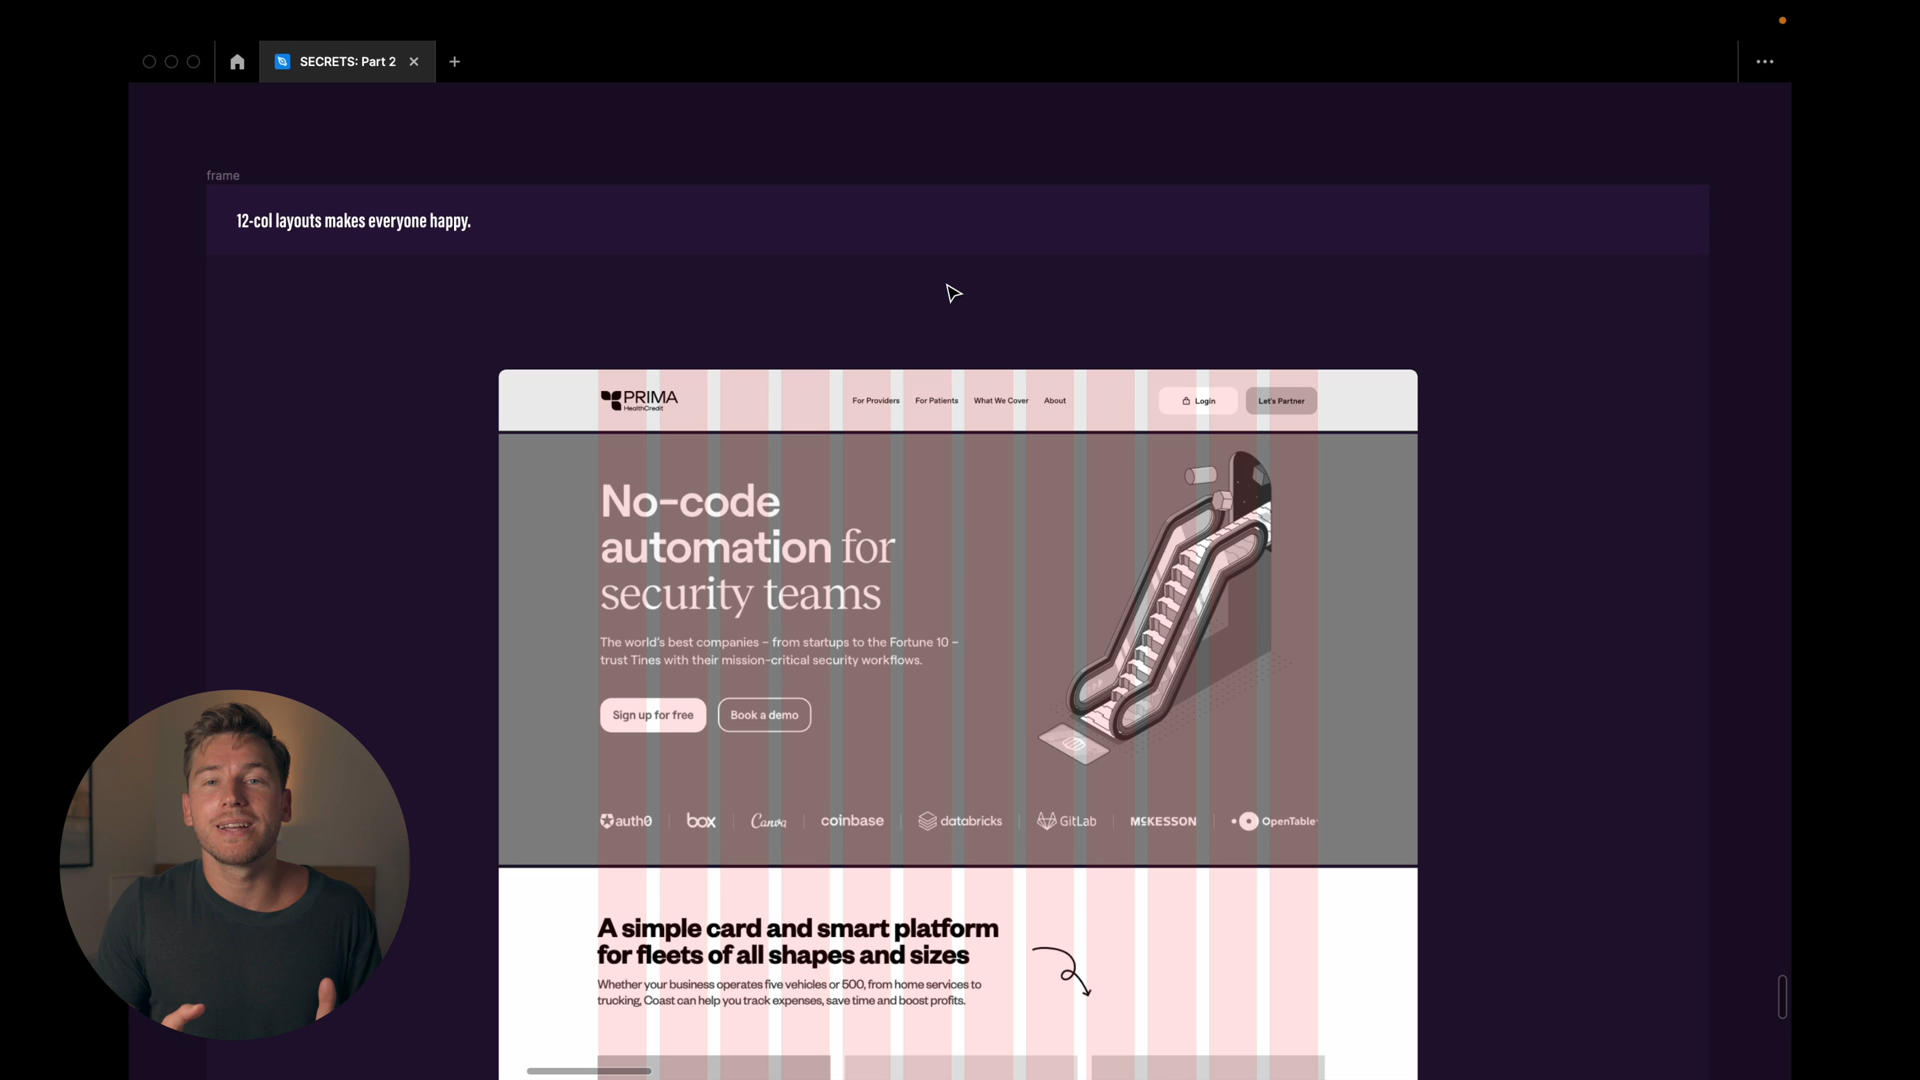 SECRETS: Part 2
frame
12-col layouts makes everyone happy.
PRIMA
HealthCredit
For Providers
For Patients
What We Cover
About
Login
Let's Partner
No-code
automation for
security teams
The world's best companies – from startups to the Fortune 10 –
trust Tines with their mission-critical security workflows.
Sign up for free
Book a demo
auth0
box
Canva
coinbase
databricks
GitLab
MCKESSON
OpenTable
A simple card and smart platform
for fleets of all shapes and sizes
Whether your business operates five vehicles or 500, from home services to
trucking, Coast can help you track expenses, save time and boost profits.